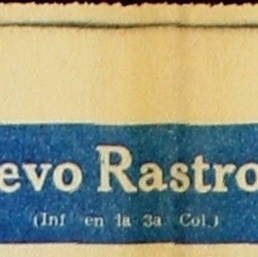 evo Rastro
(Inf en la 3a Col.)